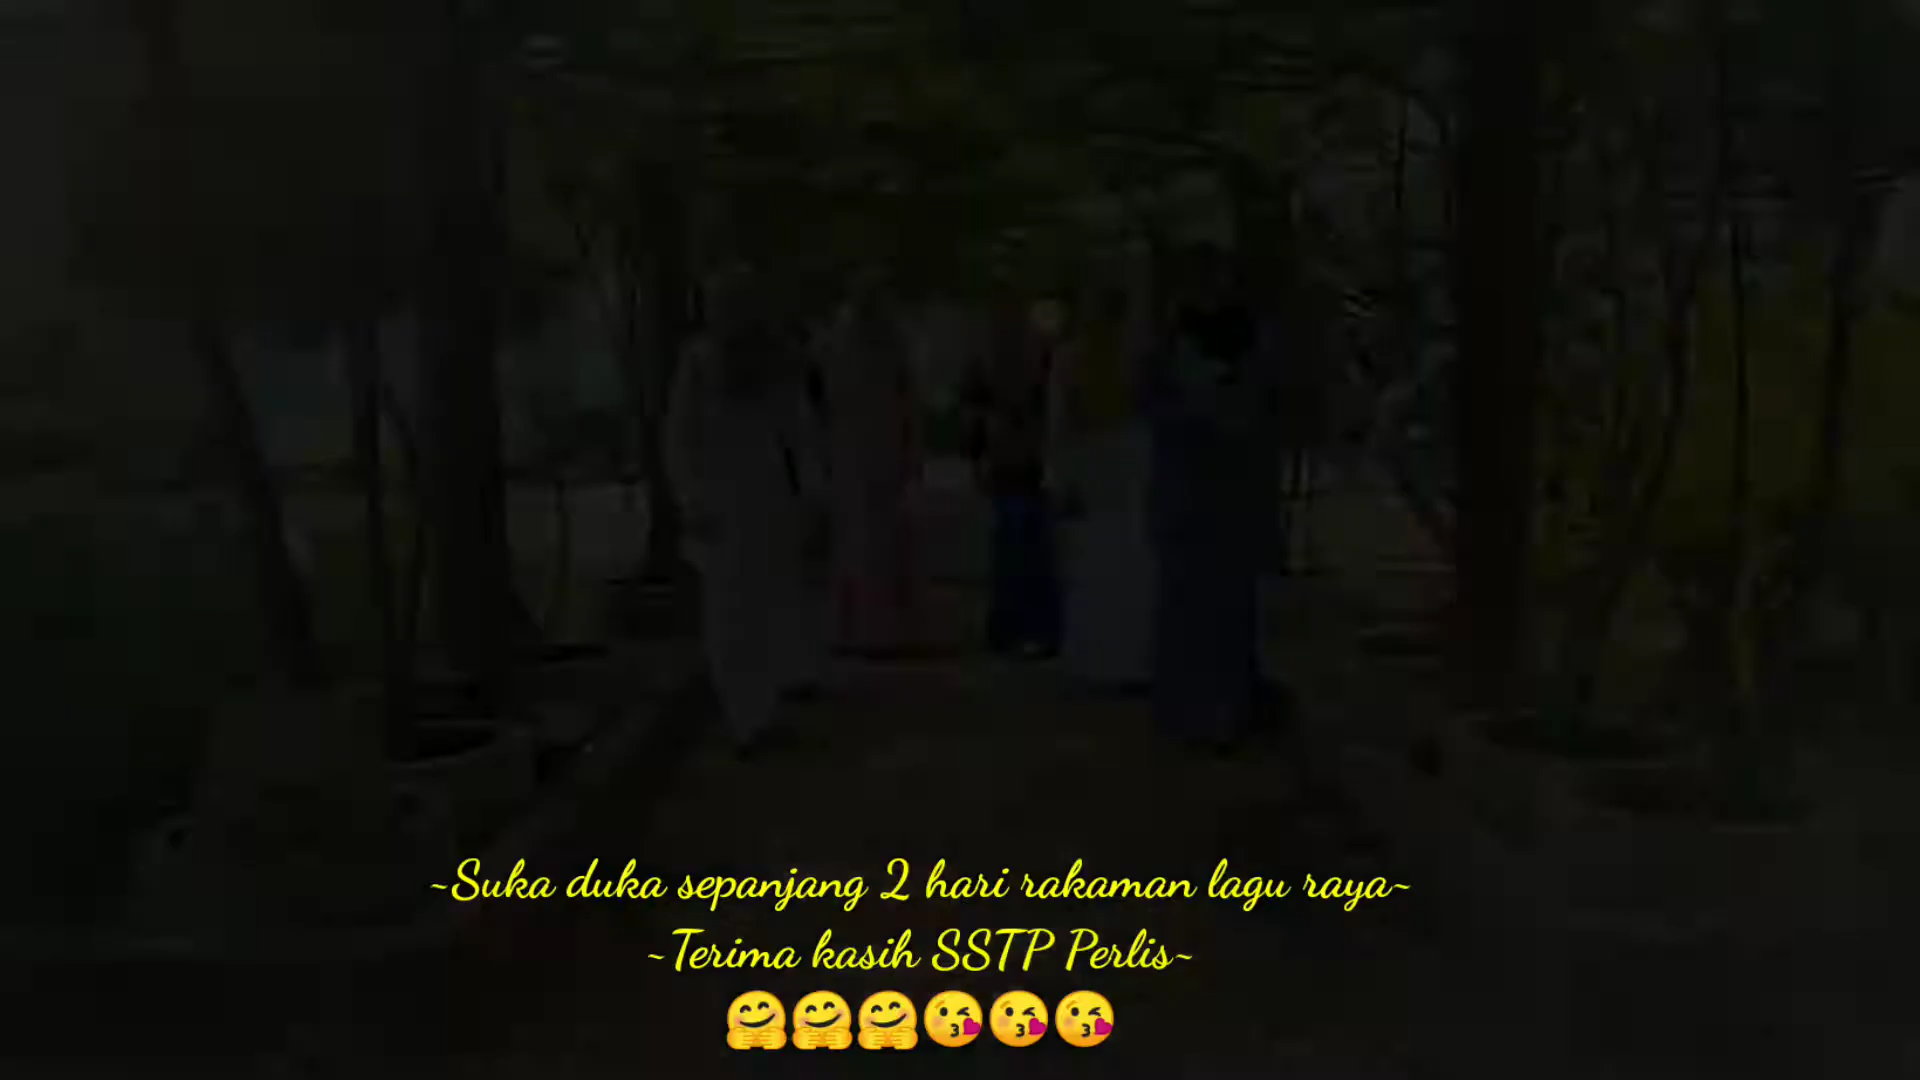 ~Suka duka sepanjang 2 hari rakaman lagu raya~
~Terima kasih SSTP Perlis~
🤗🤗🤗😘😘😘